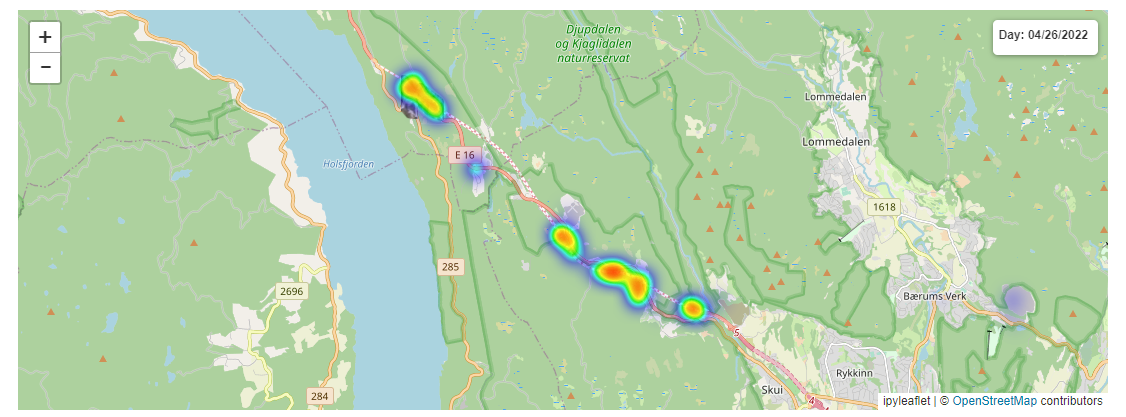 +
−
Djupdalen
og Kjaglidalen
naturreservat
Day: 04/26/2022
Lommedalen
Lommedalen
E 16
Holsfjorden
1618
285
2696
Bærums Verk
5
Rykkinn
Skui
284
4
ipyleaflet | © OpenStreetMap contributors